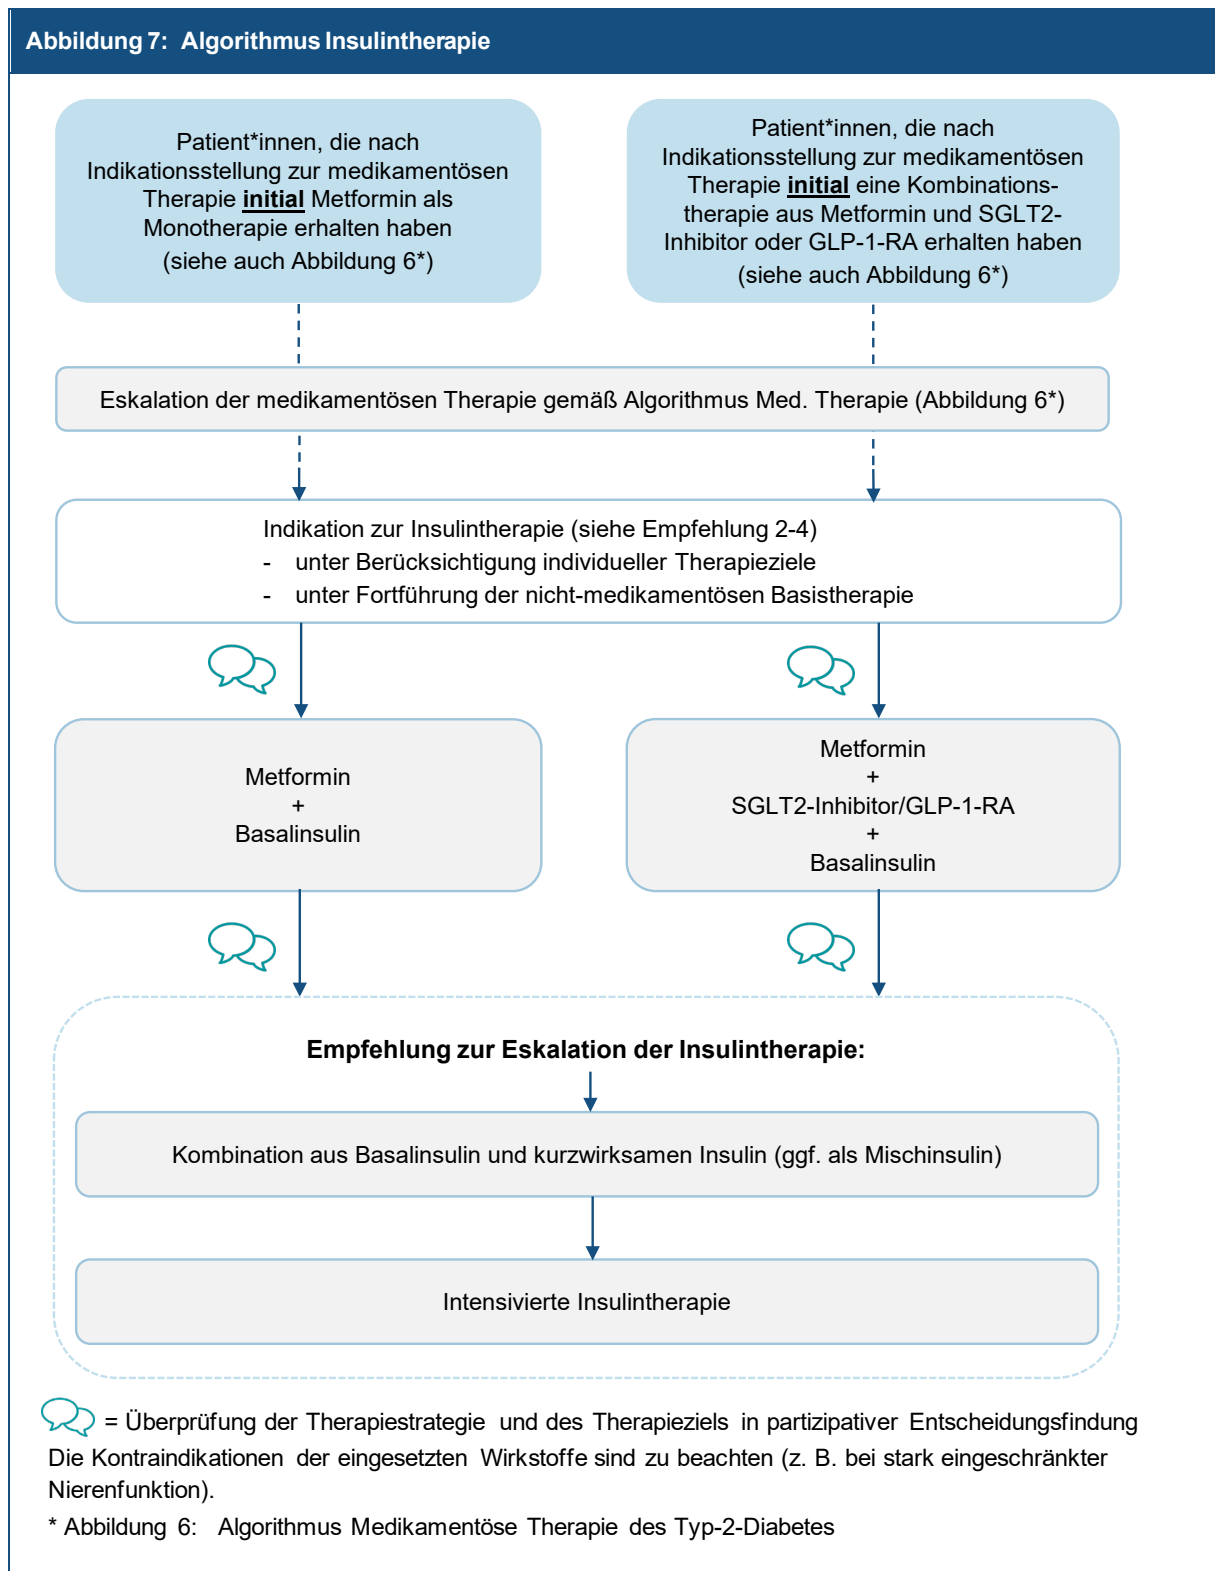 Abbildung 7: Algorithmus Insulintherapie
Patient*innen, die nach
Indikationsstellung zur medikamentösen
Therapie initial Metformin als
Monotherapie erhalten haben
(siehe auch Abbildung 6*)
Patient*innen, die nach
Indikationsstellung zur medikamentösen
Therapie initial eine Kombinations-
therapie aus Metformin und SGLT2-
Inhibitor oder GLP-1-RA erhalten haben
(siehe auch Abbildung 6*)
Eskalation der medikamentösen Therapie gemäß Algorithmus Med. Therapie (Abbildung 6*)
Indikation zur Insulintherapie (siehe Empfehlung 2-4)
- unter Berücksichtigung individueller Therapieziele
- unter Fortführung der nicht-medikamentösen Basistherapie
Metformin
+
Basalinsulin
Metformin
+
SGLT2-Inhibitor/GLP-1-RA
+
Basalinsulin
Empfehlung zur Eskalation der Insulintherapie:
Kombination aus Basalinsulin und kurzwirksamen Insulin (ggf. als Mischinsulin)
Intensivierte Insulintherapie
= Überprüfung der Therapiestrategie und des Therapieziels in partizipativer Entscheidungsfindung
Die Kontraindikationen der eingesetzten Wirkstoffe sind zu beachten (z. B. bei stark eingeschränkter
Nierenfunktion).
* Abbildung 6: Algorithmus Medikamentöse Therapie des Typ-2-Diabetes